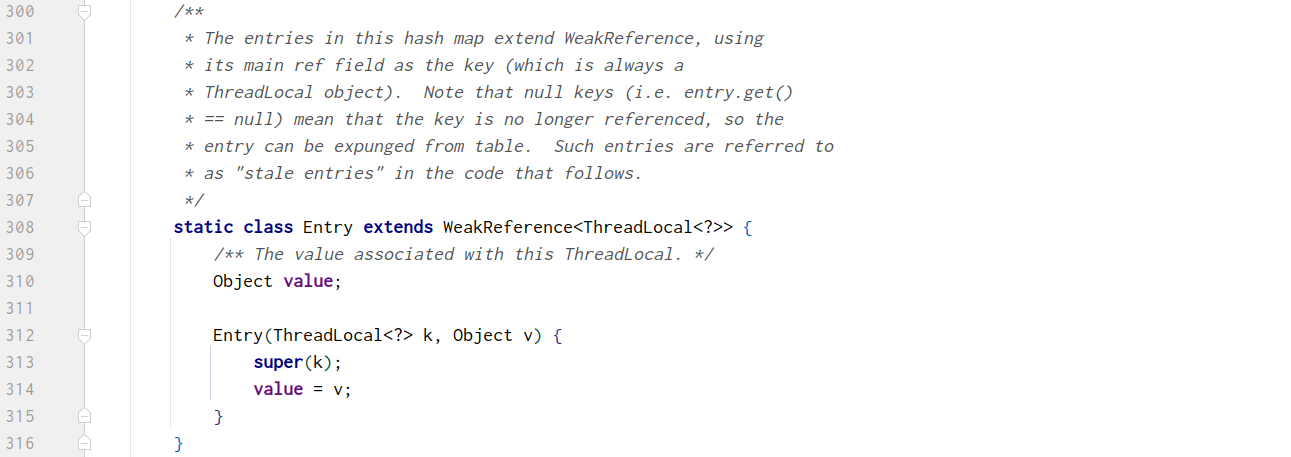 300 /**
301  * The entries in this hash map extend WeakReference, using
302  * its main ref field as the key (which is always a
303  * ThreadLocal object).  Note that null keys (i.e. entry.get()
304  * == null) mean that the key is no longer referenced, so the
305  * entry can be expunged from table.  Such entries are referred to
306  * as "stale entries" in the code that follows.
307  */
308 static class Entry extends WeakReference<ThreadLocal<?>> {
309     /** The value associated with this ThreadLocal. */
310     Object value;
311
312     Entry(ThreadLocal<?> k, Object v) {
313         super(k);
314         value = v;
315     }
316 }